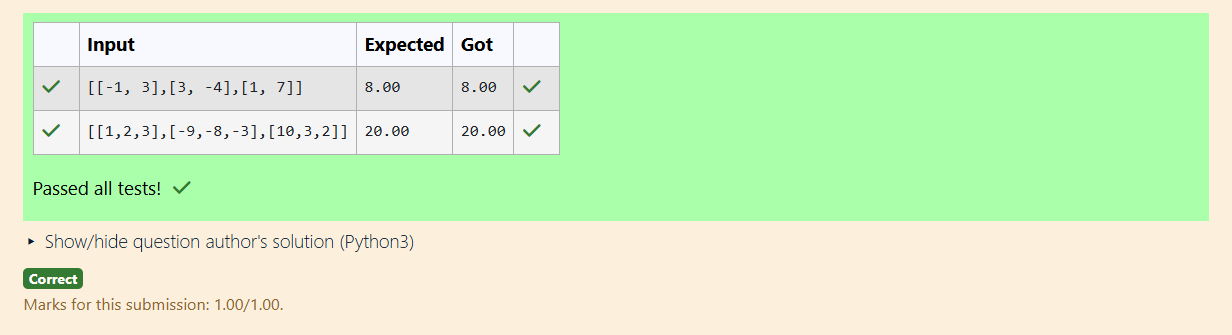 Input Expected Got
[[-1, 3],[3, -4],[1, 7]] 8.00 8.00
[[1,2,3],[-9,-8,-3],[10,3,2]] 20.00 20.00
Passed all tests!
Show/hide question author's solution (Python3)
Correct
Marks for this submission: 1.00/1.00.